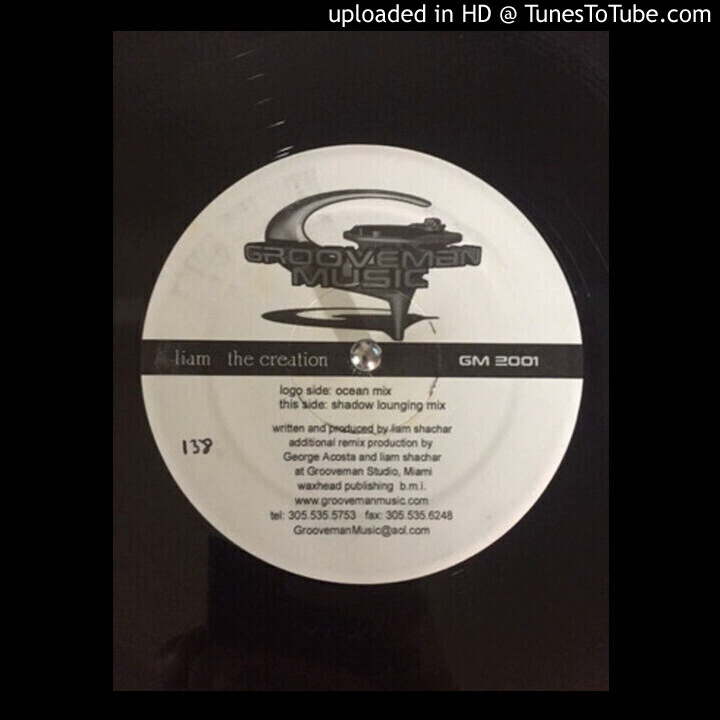 uploaded in HD @ TunesToTube.com
GROOVEMAN
MUSIC
liam the creation GM 2001
logo side: ocean mix
this side: shadow lounging mix
written and produced by liam shachar
additional remix production by
138
George Acosta and liam shachar
at Grooveman Studio, Miami
waxhead publishing b.m.i.
www.groovemanmusic.com
tel: 305.535.5753 fax: 305.535.6248
GroovemanMusic@aol.com